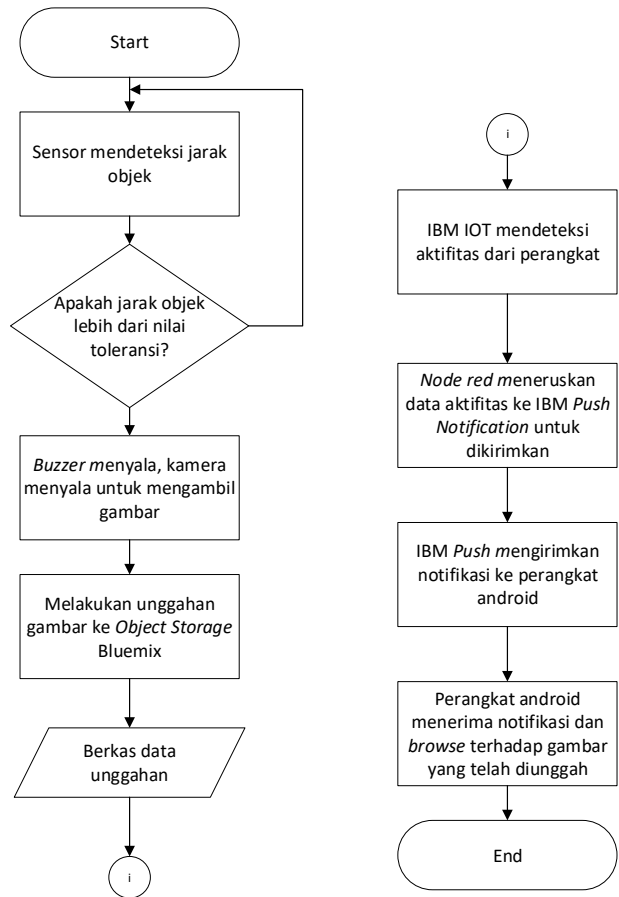 Start
Sensor mendeteksi jarak
objek
Apakah jarak objek
lebih dari nilai
toleransi?
Buzzer menyala, kamera
menyala untuk mengambil
gambar
Melakukan unggahan
gambar ke Object Storage
Bluemix
Berkas data
unggahan
i
i
IBM IOT mendeteksi
aktifitas dari perangkat
Node red meneruskan
data aktifitas ke IBM Push
Notification untuk
dikirimkan
IBM Push mengirimkan
notifikasi ke perangkat
android
Perangkat android
menerima notifikasi dan
browse terhadap gambar
yang telah diunggah
End